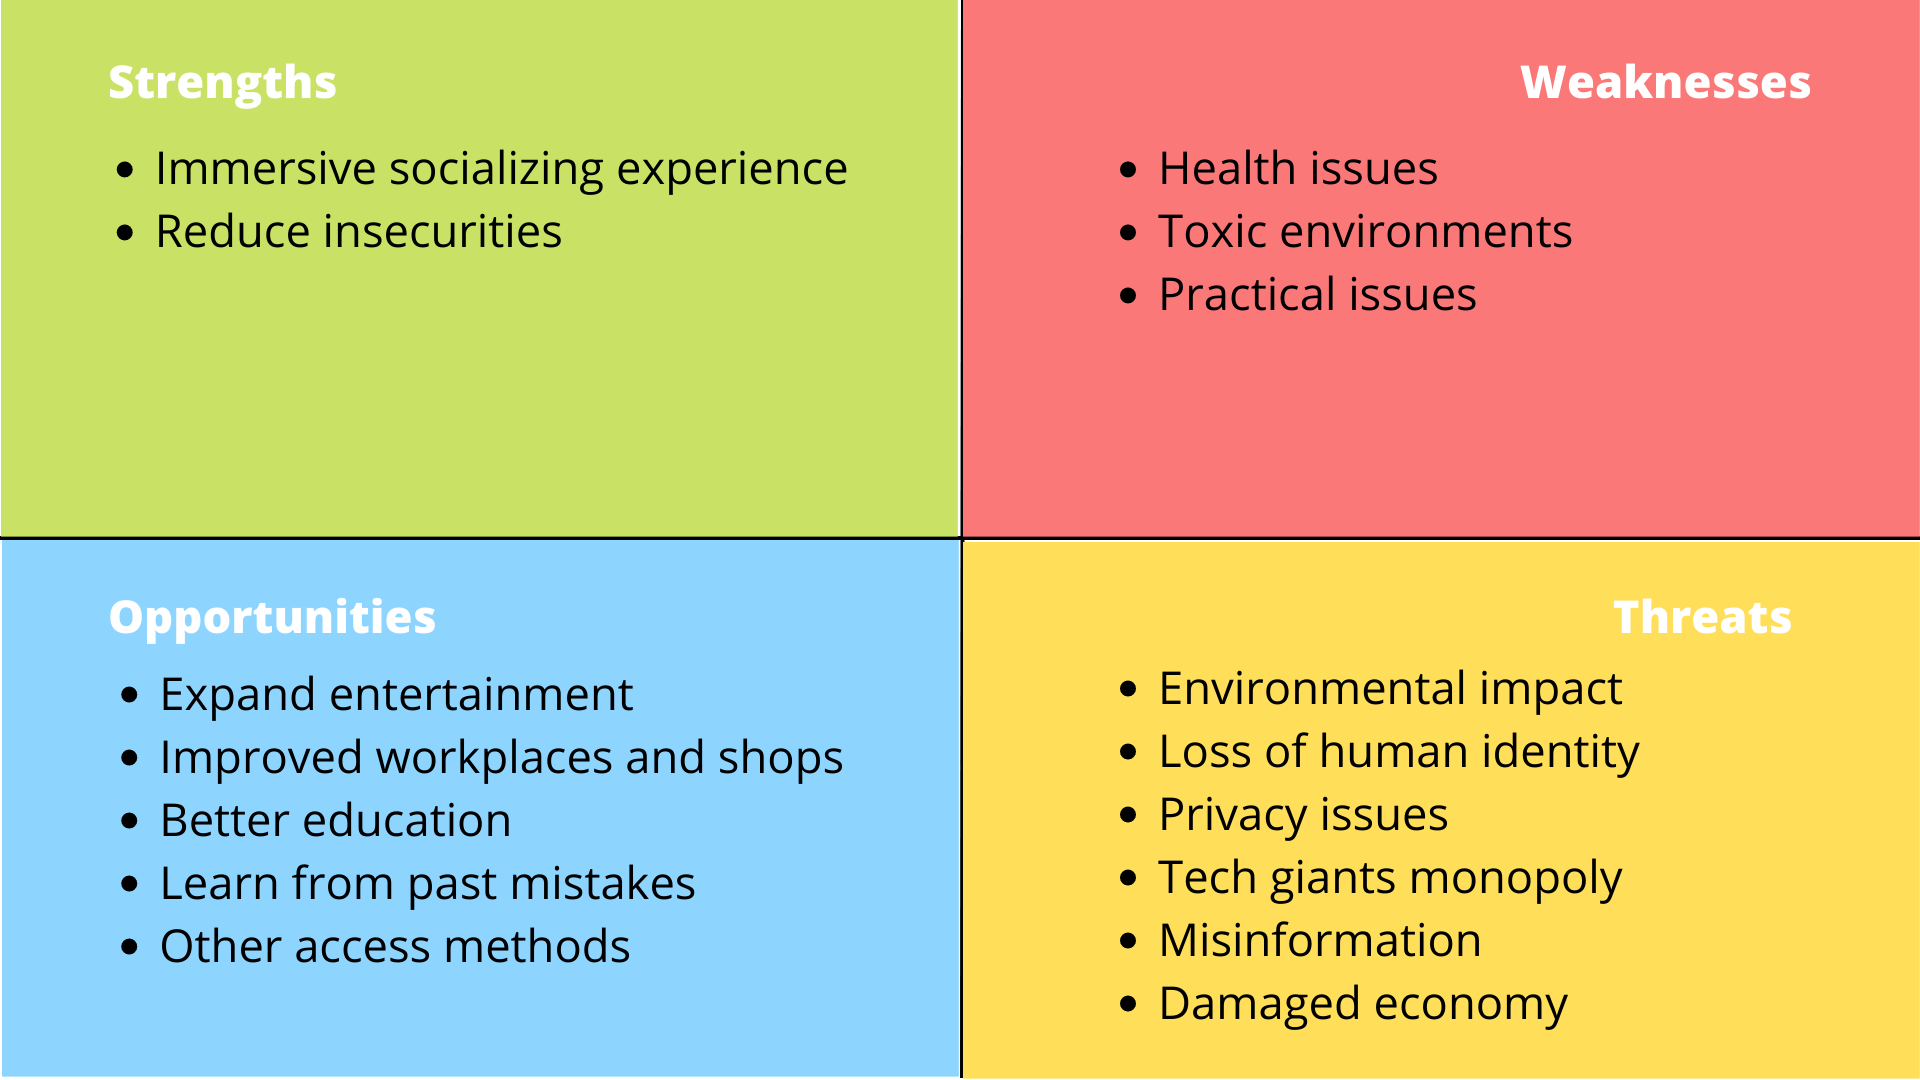 Strengths
• Immersive socializing experience
• Reduce insecurities
Weaknesses
• Health issues
• Toxic environments
• Practical issues
Opportunities
• Expand entertainment
• Improved workplaces and shops
• Better education
• Learn from past mistakes
• Other access methods
Threats
• Environmental impact
• Loss of human identity
• Privacy issues
• Tech giants monopoly
• Misinformation
• Damaged economy